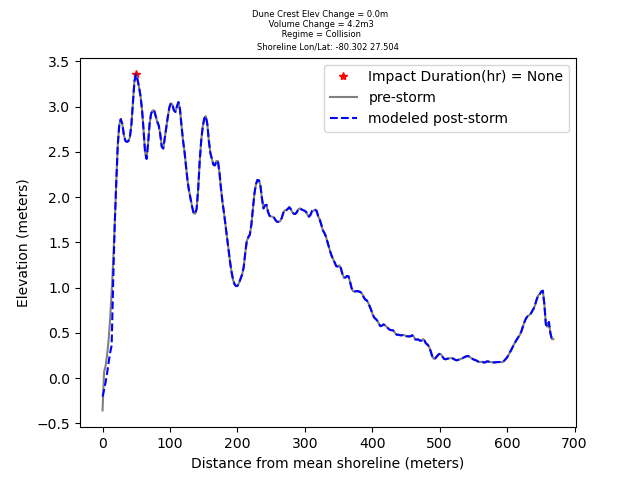 Dune Crest Elev Change = 0.0m
Volume Change = 4.2m3
Regime = Collision
Shoreline Lon/Lat: -80.302 27.504
Impact Duration(hr) = None
pre-storm
modeled post-storm
Elevation (meters)
3.5
3.0
2.5
2.0
1.5
1.0
0.5
0.0
−0.5
0 100 200 300 400 500 600 700
Distance from mean shoreline (meters)